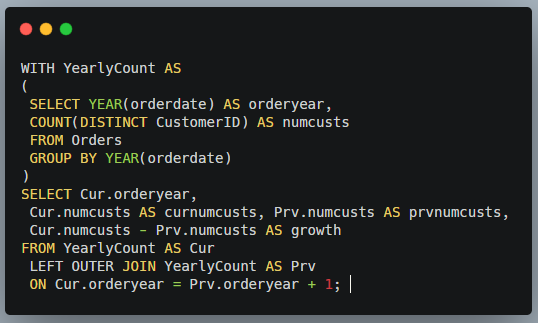 WITH YearlyCount AS
(
SELECT YEAR(orderdate) AS orderyear,
COUNT(DISTINCT CustomerID) AS numcusts
FROM Orders
GROUP BY YEAR(orderdate)
)
SELECT Cur.orderyear,
Cur.numcusts AS curnumcusts, Prv.numcusts AS prvnumcusts,
Cur.numcusts - Prv.numcusts AS growth
FROM YearlyCount AS Cur
LEFT OUTER JOIN YearlyCount AS Prv
ON Cur.orderyear = Prv.orderyear + 1;